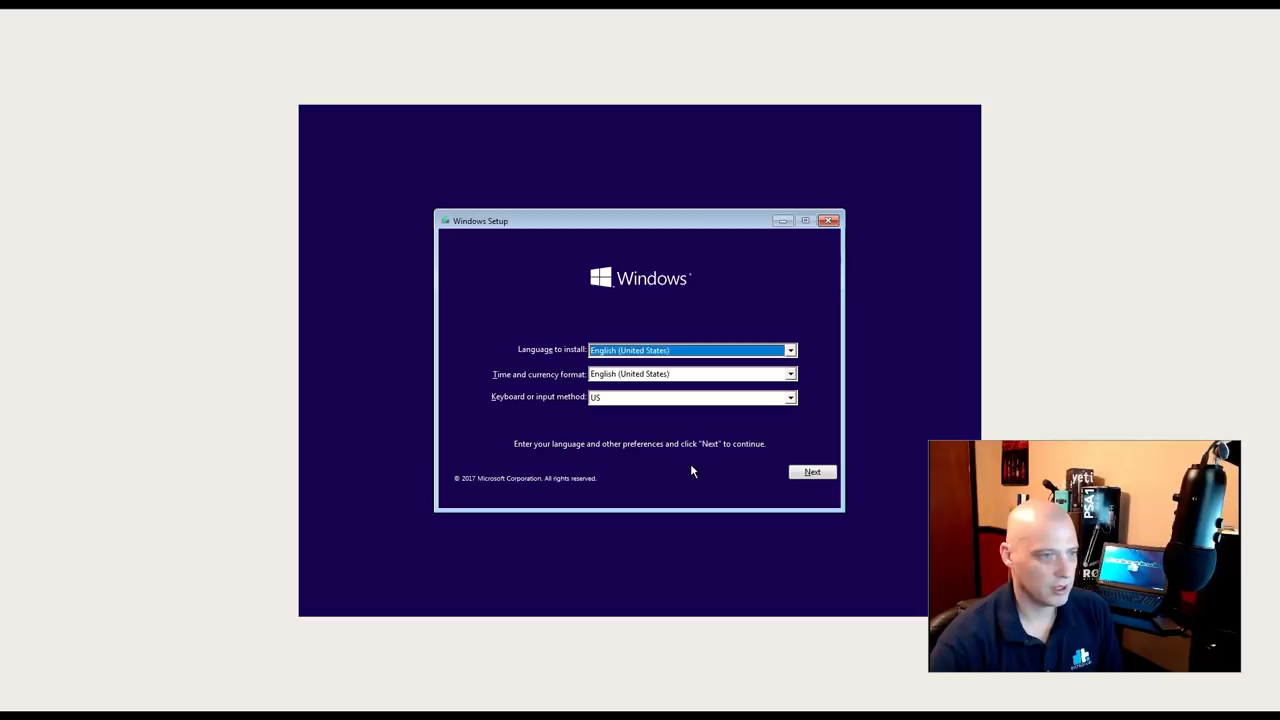 Windows Setup
Windows
Language to install: English (United States)
Time and currency format: English (United States)
Keyboard or input method: US
Enter your language and other preferences and click "Next" to continue.
Next
© 2017 Microsoft Corporation. All rights reserved.
yeti
PSA1